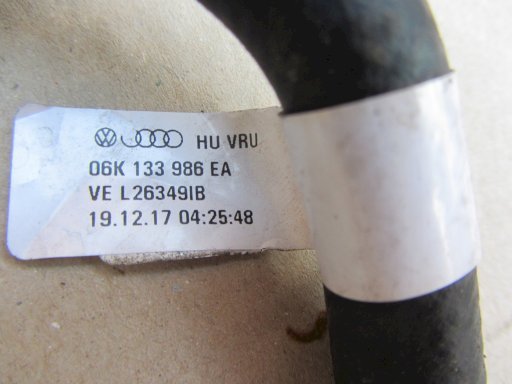 HU VRU
06K 133 986 EA
VE L26349IB
19.12.17 04:25:48